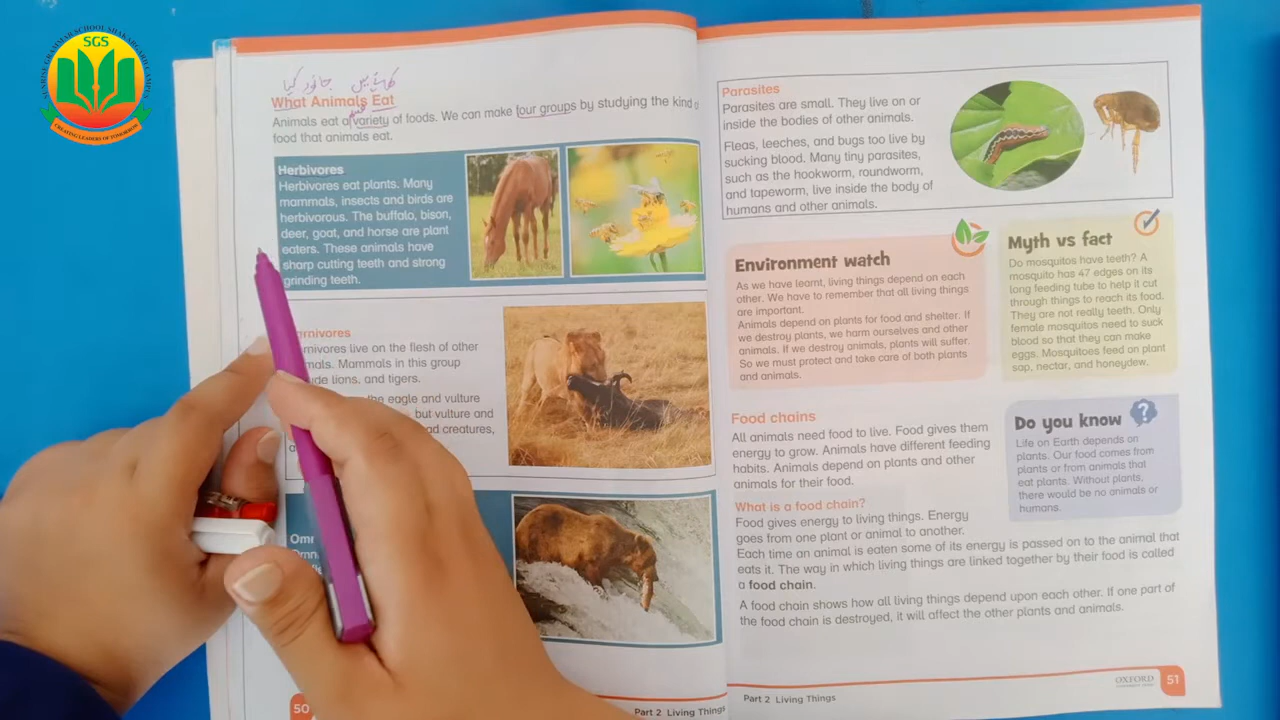 SUNRISE GRAMMAR SCHOOL SHAKARGARH CAMPUS
SGS
CREATING LEADERS OF TOMORROW
جانور کیا کھاتے ہیں
What Animals Eat
Animals eat a variety of foods. We can make four groups by studying the kind
food that animals eat.
Herbivores
Herbivores eat plants. Many
mammals, insects and birds are
herbivorous. The buffalo, bison,
deer, goat, and horse are plant
eaters. These animals have
sharp cutting teeth and strong
grinding teeth.
live on the flesh of other
Mammals in this group
lions, and tigers.
the eagle and vulture
but vulture and
creatures,
50
Part 2 Living Things
Parasites
Parasites are small. They live on or
inside the bodies of other animals.
Fleas, leeches, and bugs too live by
sucking blood. Many tiny parasites,
such as the hookworm, roundworm,
and tapeworm, live inside the body of
humans and other animals.
Environment watch
As we have learnt, living things depend on each
other. We have to remember that all living things
are important.
Animals depend on plants for food and shelter. If
we destroy plants, we harm ourselves and other
animals. If we destroy animals, plants will suffer.
So we must protect and take care of both plants
and animals.
Myth vs fact
Do mosquitos have teeth? A
mosquito has 47 edges on its
long feeding tube to help it cut
through things to reach its food.
They are not really teeth. Only
female mosquitos need to suck
blood so that they can make
eggs. Mosquitoes feed on plant
sap, nectar, and honeydew.
Food chains
All animals need food to live. Food gives them
energy to grow. Animals have different feeding
habits. Animals depend on plants and other
animals for their food.
Do you know
?
Life on Earth depends on
plants. Our food comes from
plants or from animals that
eat plants. Without plants,
there would be no animals or
humans.
What is a food chain?
Food gives energy to living things. Energy
goes from one plant or animal to another.
Each time an animal is eaten some of its energy is passed on to the animal that
eats it. The way in which living things are linked together by their food is called
a food chain.
A food chain shows how all living things depend upon each other. If one part of
the food chain is destroyed, it will affect the other plants and animals.
Part 2 Living Things
OXFORD
51